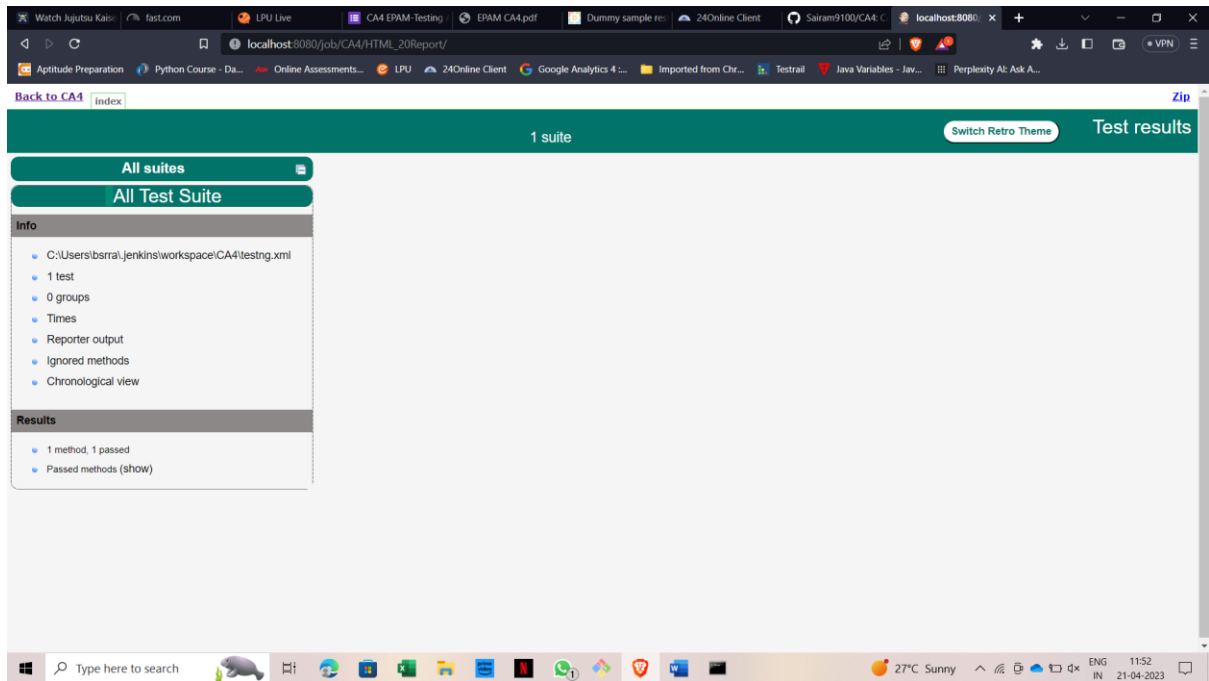 Watch Jujutsu Kaise fast.com LPU Live CA4 EPAM-Testing EPAM CA4.pdf Dummy sample res 24Online Client Sairam9100/CA4: C localhost:8080/
localhost:8080/job/CA4/HTML_20Report/ VPN
Aptitude Preparation Python Course - Da... Online Assessments... LPU 24Online Client Google Analytics 4 :... Imported from Chr... Testrail Java Variables - Jav... Perplexity AI: Ask A...
Back to CA4 index Zip
1 suite Switch Retro Theme Test results
All suites
All Test Suite
Info
C:\Users\bsrra\.jenkins\workspace\CA4\testng.xml
1 test
0 groups
Times
Reporter output
Ignored methods
Chronological view
Results
1 method, 1 passed
Passed methods (show)
Type here to search 27°C Sunny ENG 11:52
IN 21-04-2023